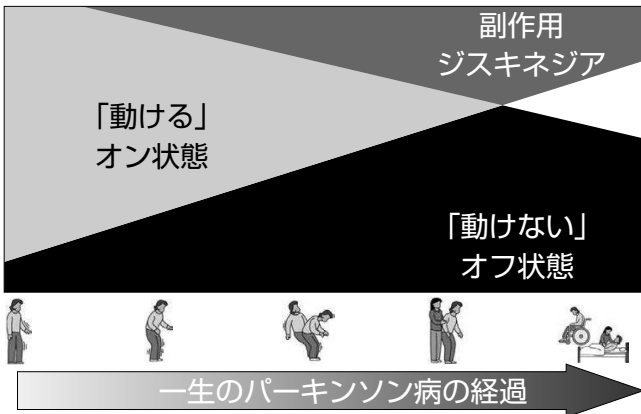 副作用
ジスキネジア
「動ける」
オン状態
「動けない」
オフ状態
一生のパーキンソン病の経過